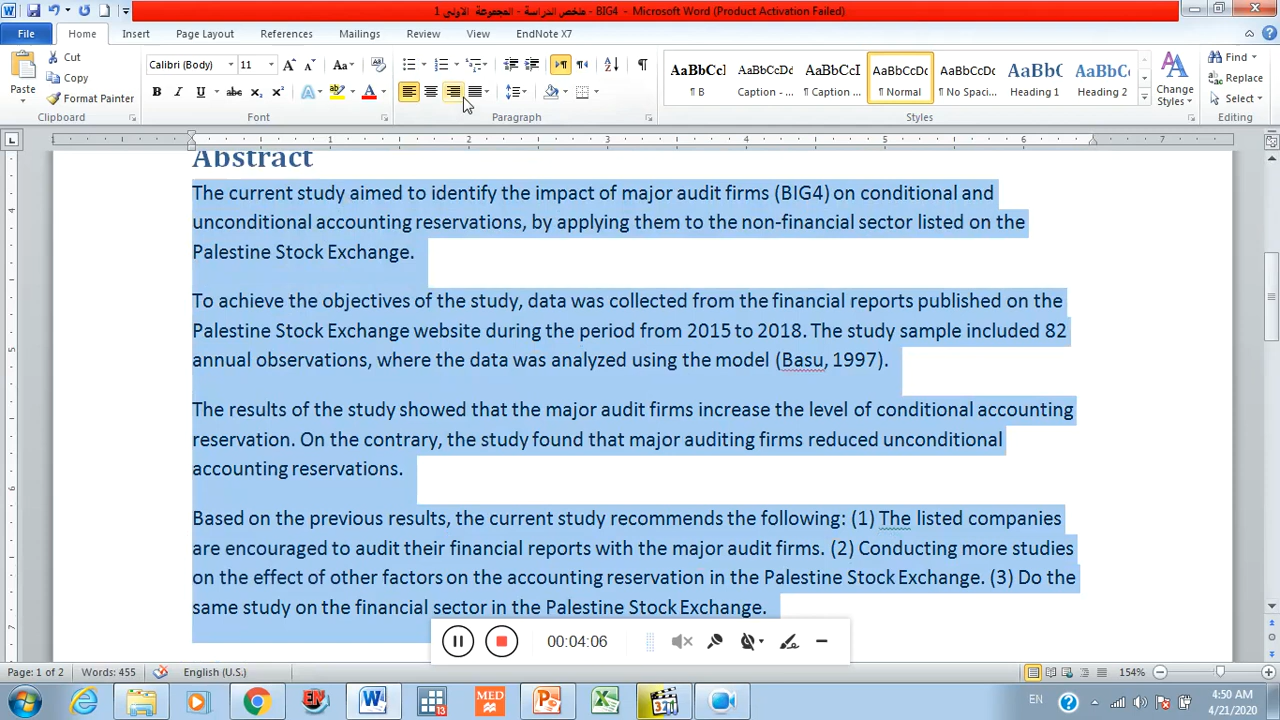 ملخص الدراسة - المجموعة الاولى 1 - BIG4 - Microsoft Word (Product Activation Failed)
File Home Insert Page Layout References Mailings Review View EndNote X7
Paste
Cut
Copy
Format Painter
Clipboard
Calibri (Body) 11
Font
Paragraph
AaBbCcI AaBbCcDc AaBbCcI AaBbCcDc AaBbCcDc AaBbC AaBbCc
¶ B Caption - ... ¶ Caption ... ¶ Normal ¶ No Spaci... Heading 1 Heading 2
Change Styles
Styles
Find
Replace
Select
Editing
1 2 3 4 5 6 7
Abstract
The current study aimed to identify the impact of major audit firms (BIG4) on conditional and
unconditional accounting reservations, by applying them to the non-financial sector listed on the
Palestine Stock Exchange.
To achieve the objectives of the study, data was collected from the financial reports published on the
Palestine Stock Exchange website during the period from 2015 to 2018. The study sample included 82
annual observations, where the data was analyzed using the model (Basu, 1997).
The results of the study showed that the major audit firms increase the level of conditional accounting
reservation. On the contrary, the study found that major auditing firms reduced unconditional
accounting reservations.
Based on the previous results, the current study recommends the following: (1) The listed companies
are encouraged to audit their financial reports with the major audit firms. (2) Conducting more studies
on the effect of other factors on the accounting reservation in the Palestine Stock Exchange. (3) Do the
same study on the financial sector in the Palestine Stock Exchange.
00:04:06
Page: 1 of 2 Words: 455 English (U.S.) 154%
MED
321
EN
4:50 AM
4/21/2020